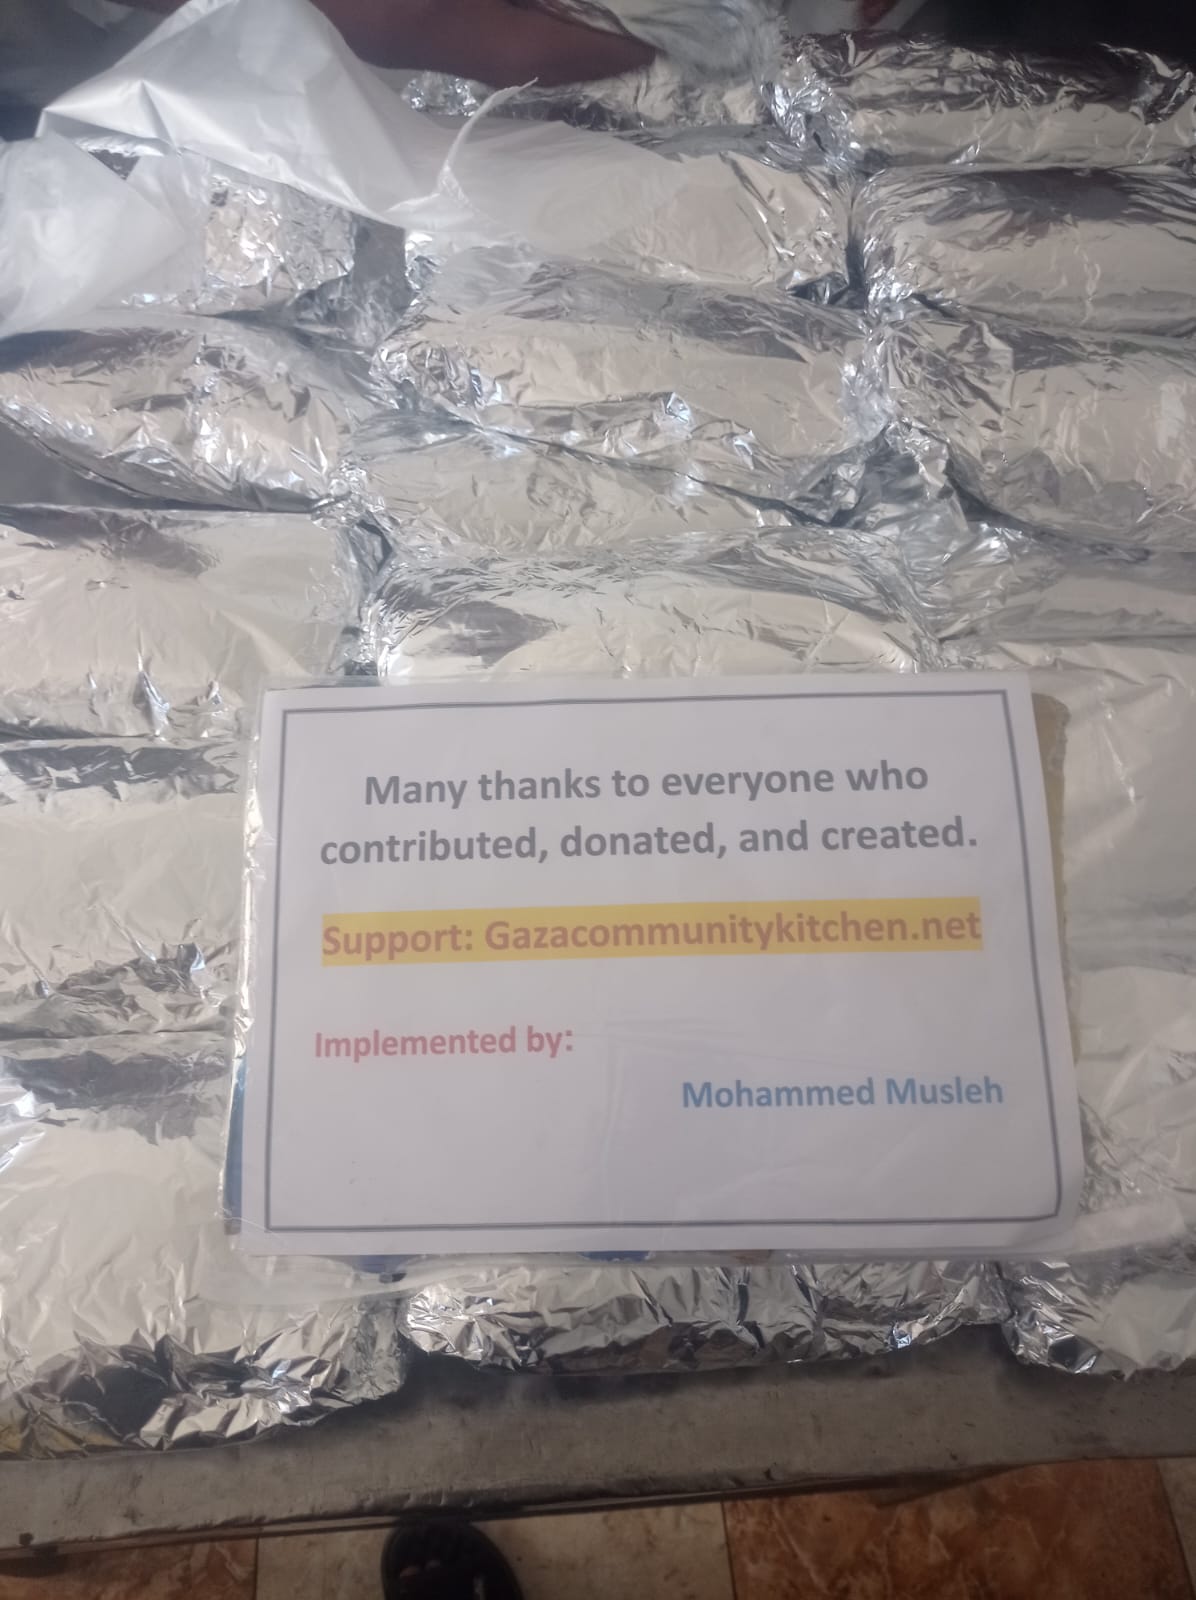 Many thanks to everyone who
contributed, donated, and created.
Support: Gazacommunitykitchen.net
Implemented by:
Mohammed Musleh